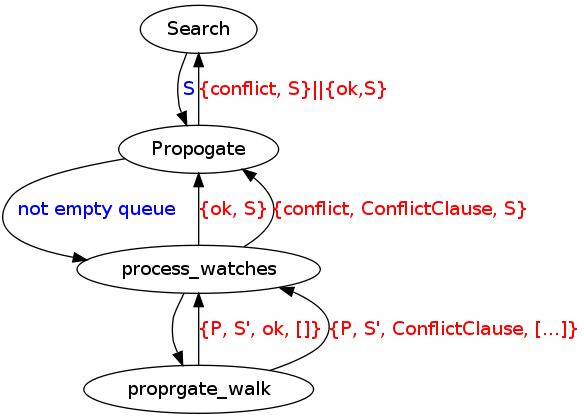 Search
S
{conflict, S}||{ok,S}
Propogate
not empty queue
{ok, S}
{conflict, ConflictClause, S}
process_watches
{P, S', ok, []}
{P, S', ConflictClause, [...]}
proprgate_walk